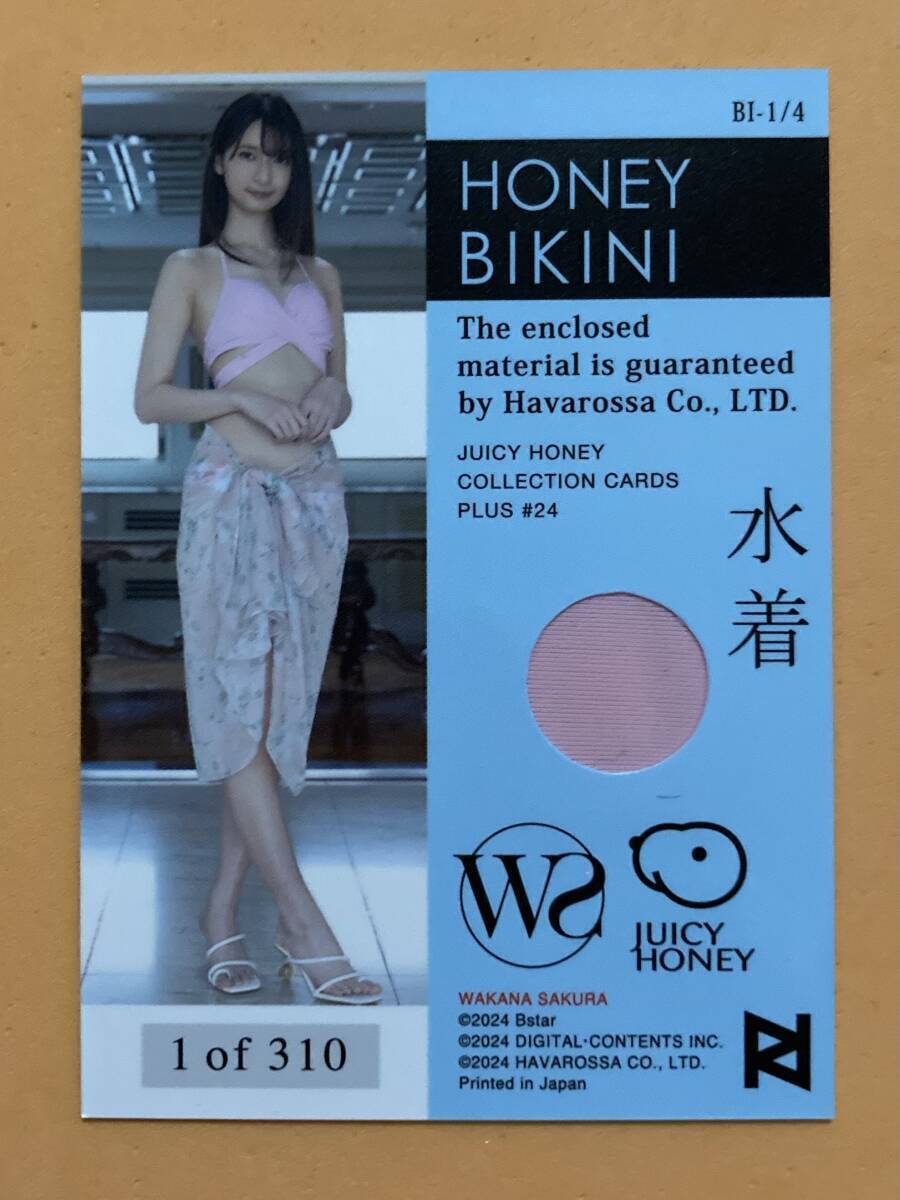 BI-1/4
HONEY
BIKINI
The enclosed
material is guaranteed
by Havarossa Co., LTD.
JUICY HONEY
COLLECTION CARDS
PLUS #24
水着
WS
JUICY
HONEY
WAKANA SAKURA
©2024 Bstar
©2024 DIGITAL・CONTENTS INC.
©2024 HAVAROSSA CO., LTD.
Printed in Japan
1 of 310